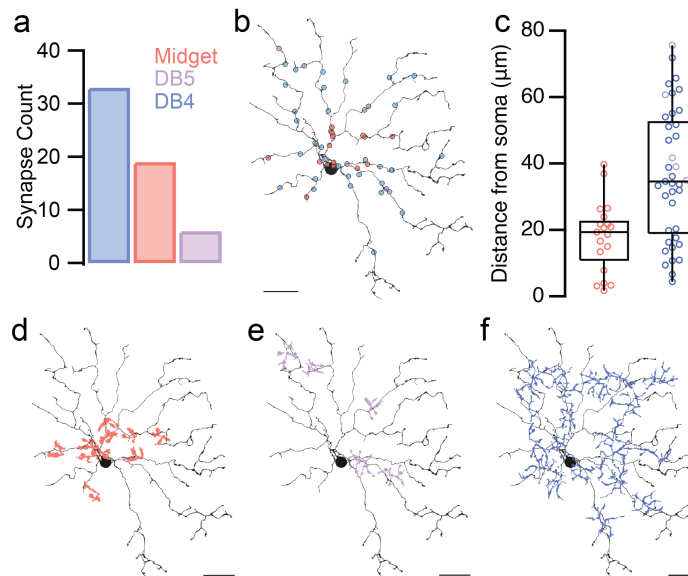 a
Synapse Count
40
30
20
10
0
Midget
DB5
DB4
b
c
Distance from soma (µm)
80
60
40
20
0
d
e
f